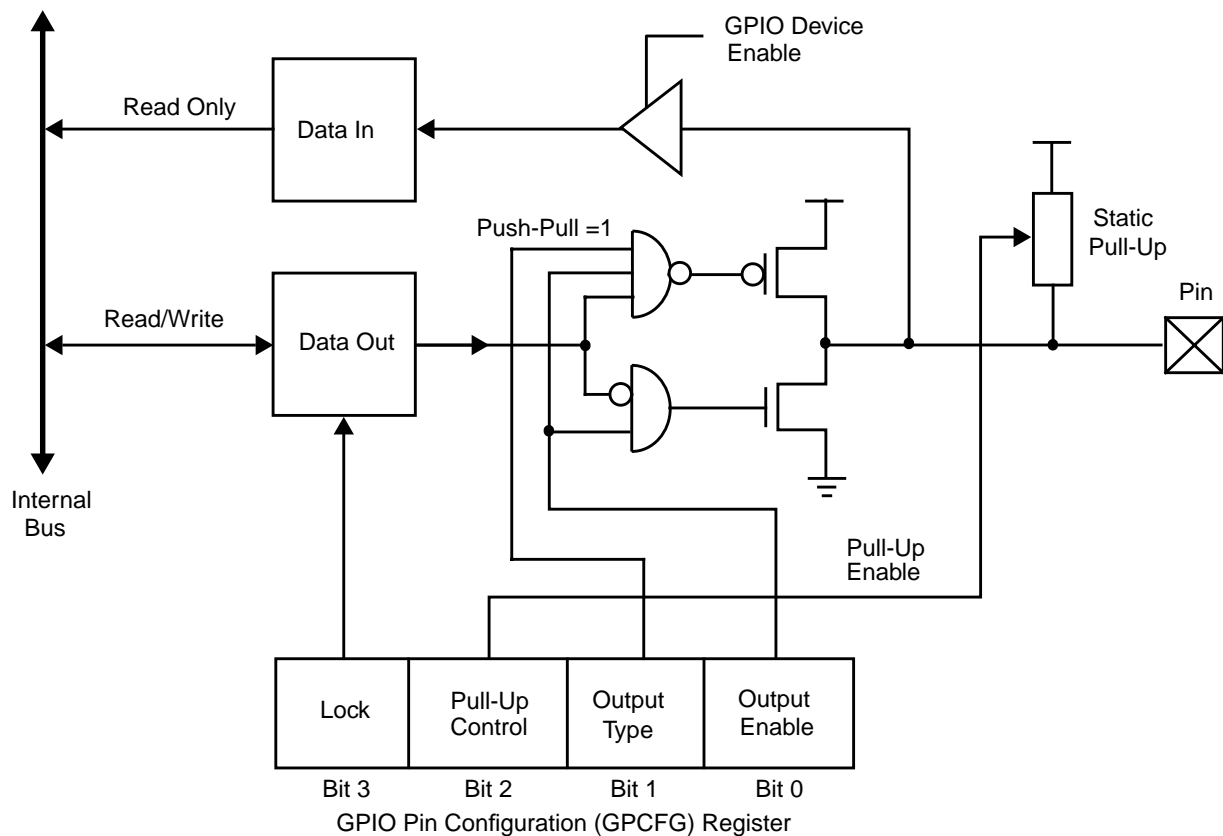 GPIO Device
Enable
Read Only
Data In
Static
Pull-Up
Push-Pull =1
Pin
Read/Write
Data Out
Internal
Bus
Pull-Up
Enable
Lock
Pull-Up
Control
Output
Type
Output
Enable
Bit 3
Bit 2
Bit 1
Bit 0
GPIO Pin Configuration (GPCFG) Register